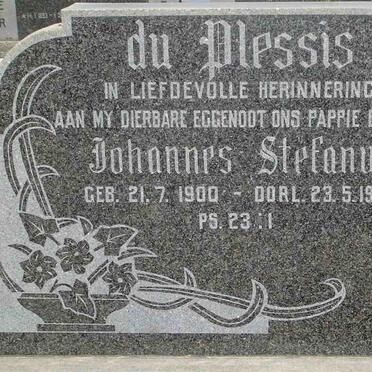 du Plessis
IN LIEFDEVOLLE HERINNERING
AAN MY DIERBARE EGGENOOT ONS PAPPIE
Johannes Stefanu
GEB. 21.7.1900 - OORL. 23.5.19
PS. 23:1